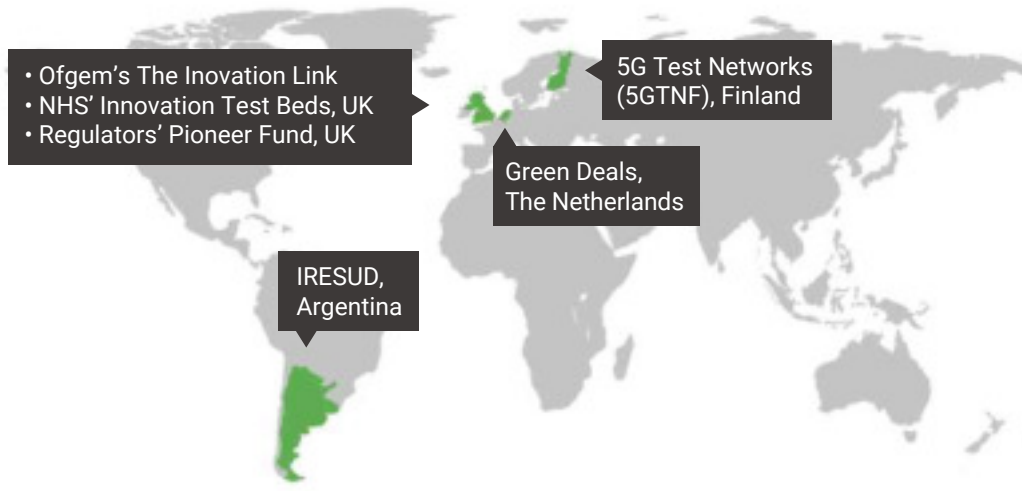 • Ofgem's The Inovation Link
• NHS' Innovation Test Beds, UK
• Regulators' Pioneer Fund, UK
5G Test Networks
(5GTNF), Finland
Green Deals,
The Netherlands
IRESUD,
Argentina